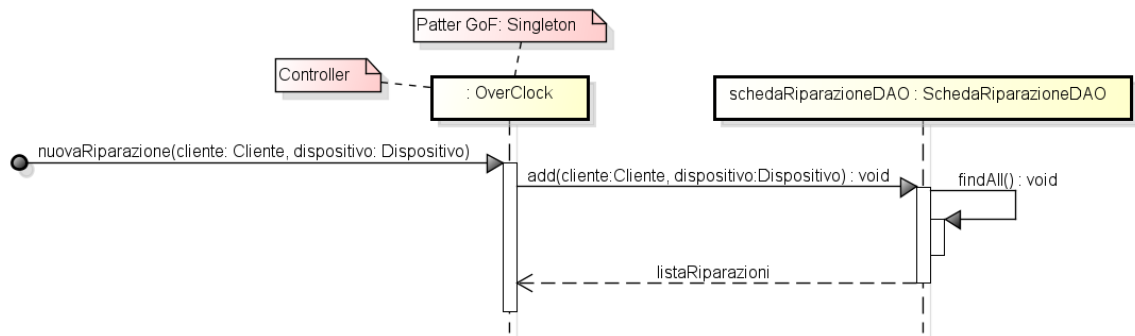 Patter GoF: Singleton
Controller
: OverClock
schedaRiparazioneDAO : SchedaRiparazioneDAO
nuovaRiparazione(cliente: Cliente, dispositivo: Dispositivo)
add(cliente:Cliente, dispositivo:Dispositivo) : void
findAll() : void
listaRiparazioni